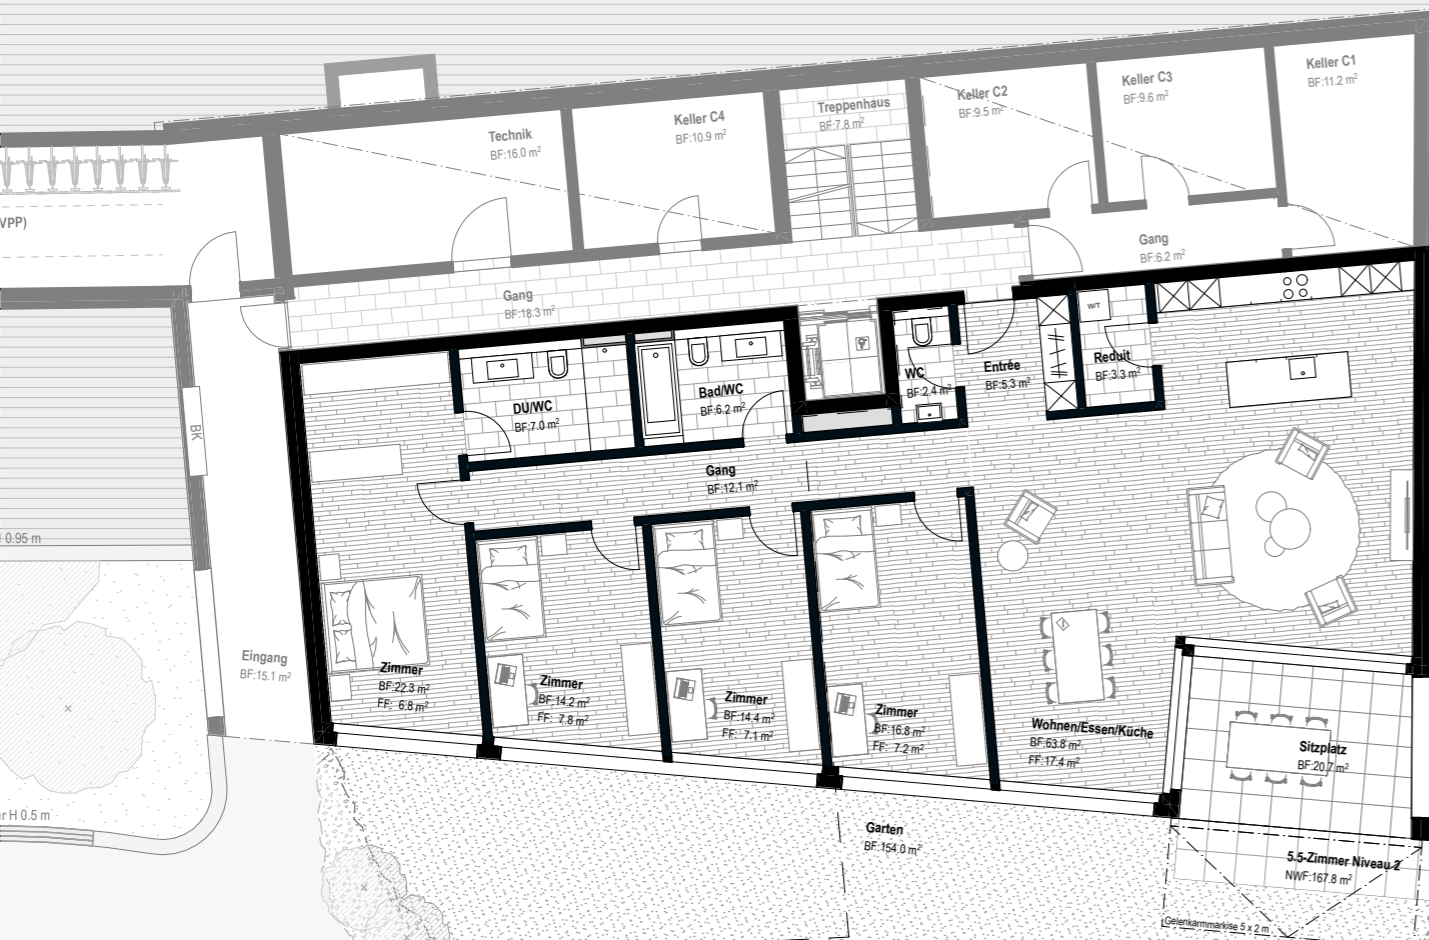 Keller C1
BF:11.2 m²
Keller C3
BF:9.6 m²
Keller C2
BF:9.5 m²
Treppenhaus
BF:7.8 m²
Keller C4
BF:10.9 m²
Technik
BF:16.0 m²
VPP)
Gang
BF:6.2 m²
Gang
BF:18.3 m²
W/T
Reduit
BF:3.3 m²
Entrée
BF:5.3 m²
WC
BF:2.4 m²
Bad/WC
BF:6.2 m²
DU/WC
BF:7.0 m²
BK
Gang
BF:12.1 m²
H 0.95 m
Eingang
BF:15.1 m²
Zimmer
BF:22.3 m²
FF: 6.8 m²
Zimmer
BF:14.2 m²
FF: 7.8 m²
Zimmer
BF:14.4 m²
FF: 7.1 m²
Zimmer
BF:16.8 m²
FF: 7.2 m²
Wohnen/Essen/Küche
BF:63.8 m²
FF:17.4 m²
Sitzplatz
BF:20.7 m²
er H 0.5 m
Garten
BF:154.0 m²
5.5-Zimmer Niveau 2
NWF:167.8 m²
Gelenkarmmarkise 5 x 2 m